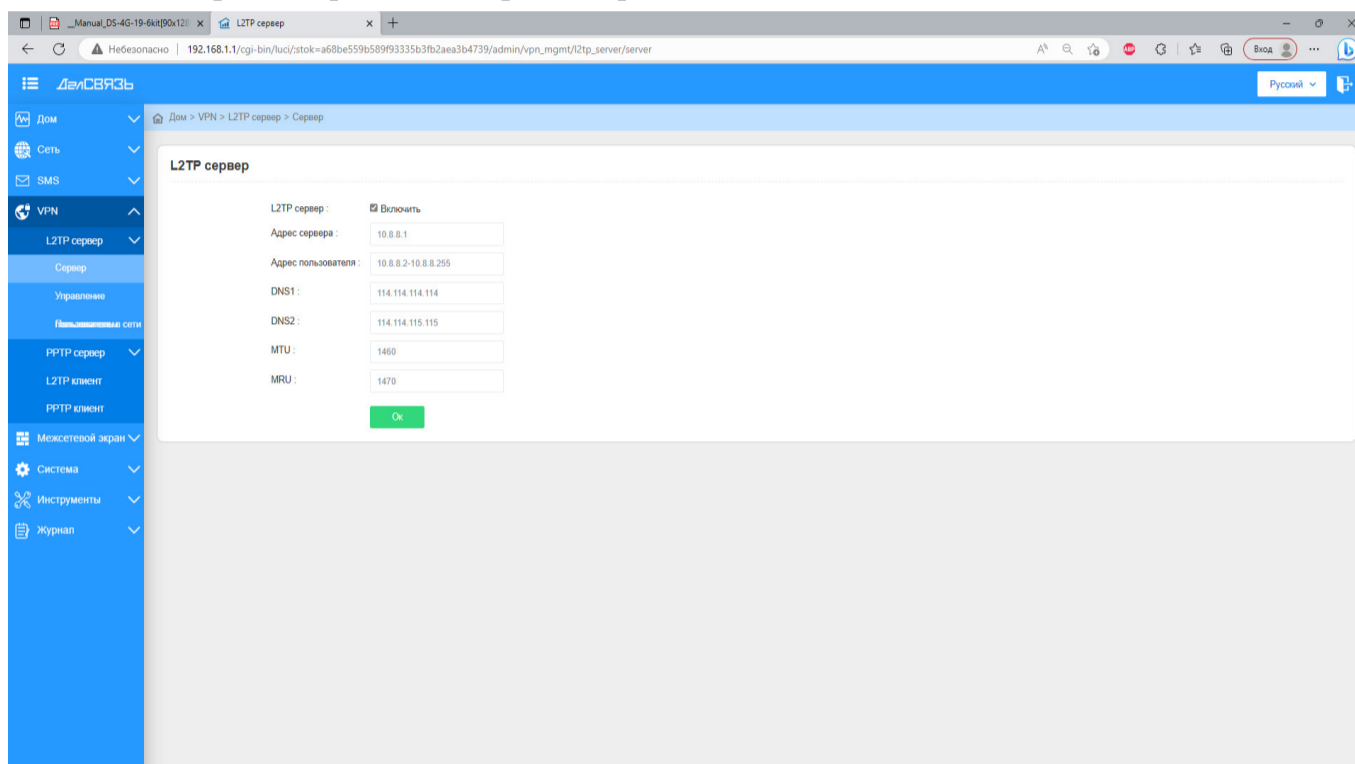 _Manual_DS-4G-19-6kit[90x128
L2TP сервер
Небезопасно
192.168.1.1/cgi-bin/luci/;stok=a68be559b589f93335b3fb2aea3b4739/admin/vpn_mgmt/l2tp_server/server
Вход
ДалСВЯЗЬ
Русский
Дом
Сеть
SMS
VPN
L2TP сервер
Сервер
Управление
сети
PPTP сервер
L2TP клиент
PPTP клиент
Межсетевой экран
Система
Инструменты
Журнал
Дом > VPN > L2TP сервер > Сервер
L2TP сервер
L2TP сервер : Включить
Адрес сервера : 10.8.8.1
Адрес пользователя : 10.8.8.2-10.8.8.255
DNS1 : 114.114.114.114
DNS2 : 114.114.115.115
MTU : 1460
MRU : 1470
Ок